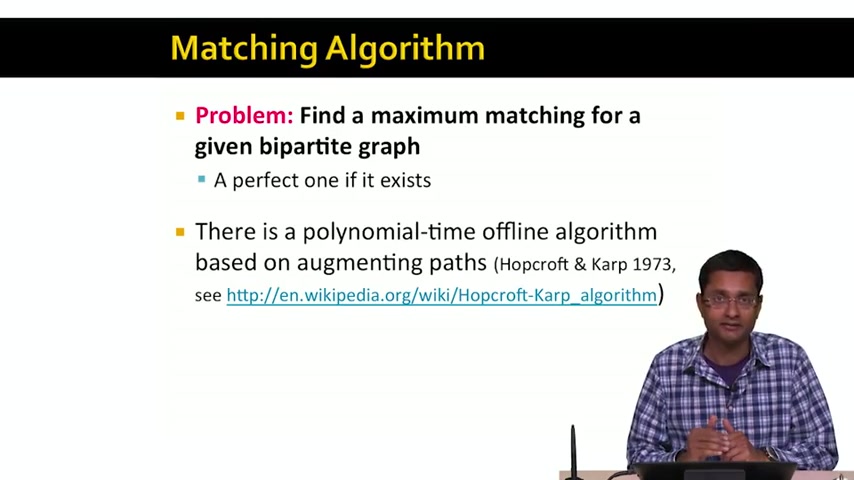 Matching Algorithm
Problem: Find a maximum matching for a
given bipartite graph
A perfect one if it exists
There is a polynomial-time offline algorithm
based on augmenting paths (Hopcroft & Karp 1973,
see http://en.wikipedia.org/wiki/Hopcroft-Karp_algorithm)